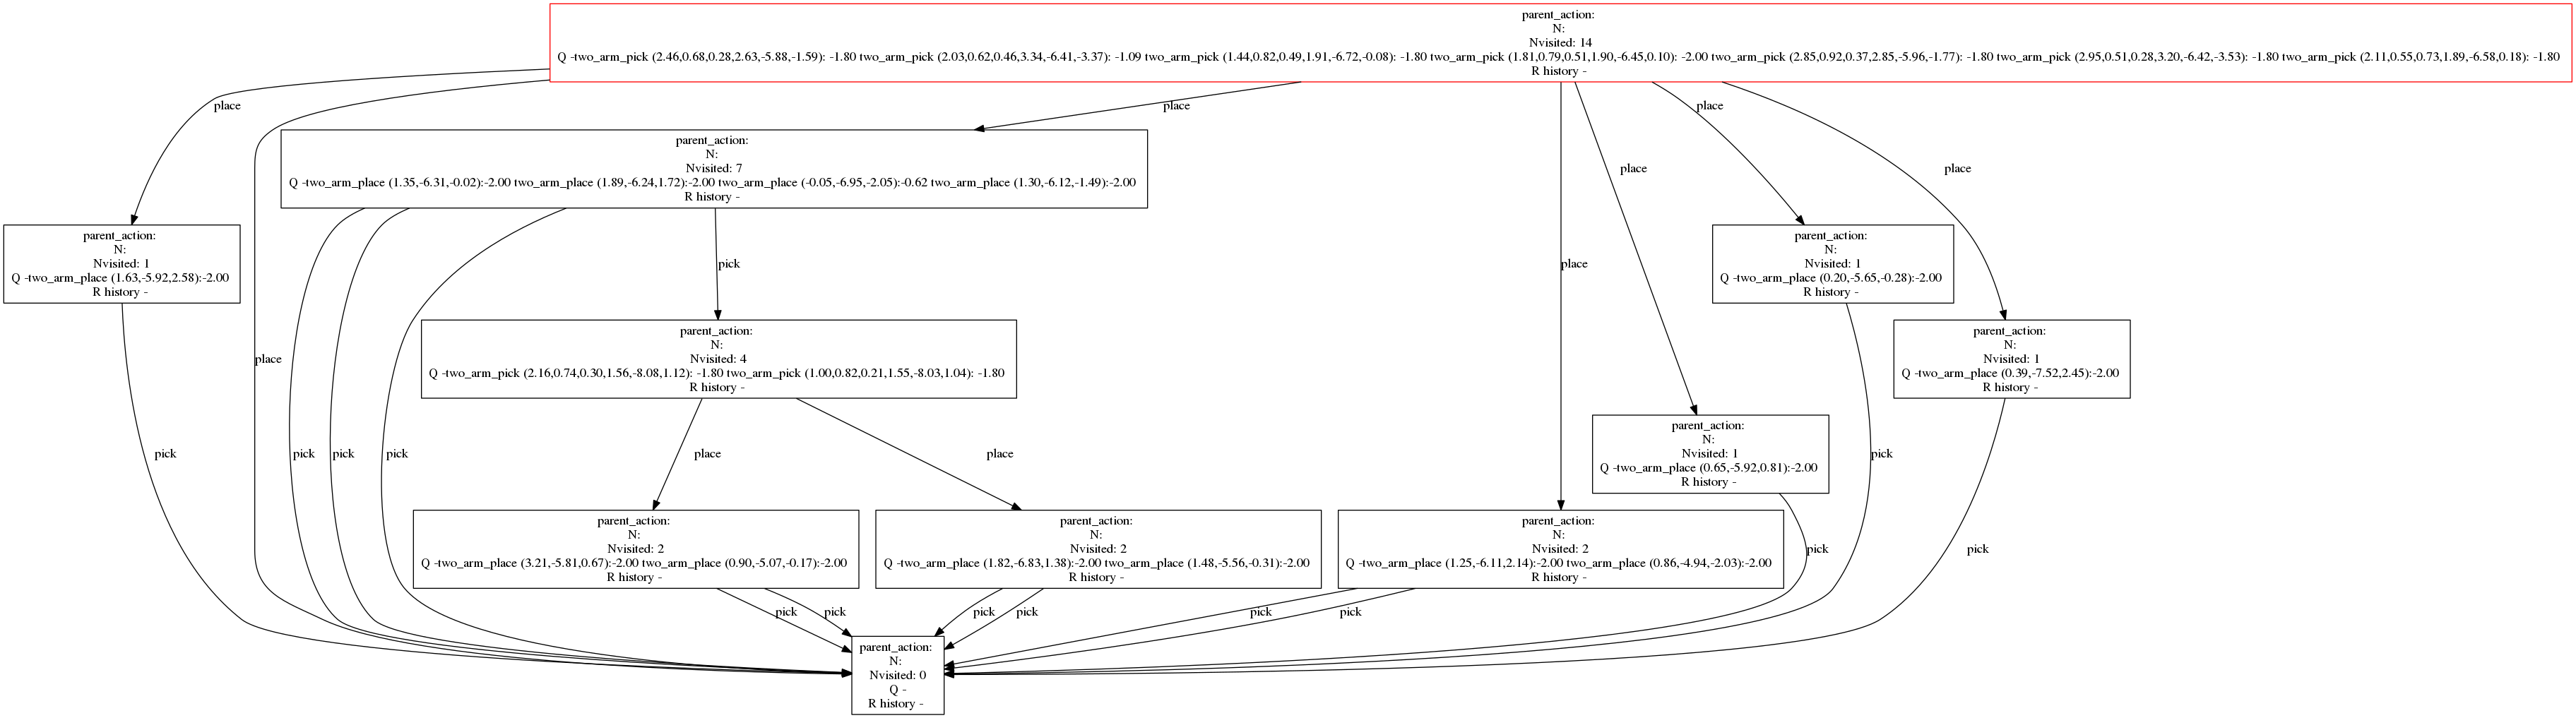 parent_action:
N:
Nvisited: 14
Q -two_arm_pick (2.46,0.68,0.28,2.63,-5.88,-1.59): -1.80 two_arm_pick (2.03,0.62,0.46,3.34,-6.41,-3.37): -1.09 two_arm_pick (1.44,0.82,0.49,1.91,-6.72,-0.08): -1.80 two_arm_pick (1.81,0.79,0.51,1.90,-6.45,0.10): -2.00 two_arm_pick (2.85,0.92,0.37,2.85,-5.96,-1.77): -1.80 two_arm_pick (2.95,0.51,0.28,3.20,-6.42,-3.53): -1.80 two_arm_pick (2.11,0.55,0.73,1.89,-6.58,0.18): -1.80
R history -
place
place
place
parent_action:
N:
Nvisited: 7
Q -two_arm_place (1.35,-6.31,-0.02):-2.00 two_arm_place (1.89,-6.24,1.72):-2.00 two_arm_place (-0.05,-6.95,-2.05):-0.62 two_arm_place (1.30,-6.12,-1.49):-2.00
R history -
place
place
parent_action:
N:
Nvisited: 1
Q -two_arm_place (1.63,-5.92,2.58):-2.00
R history -
pick
place
parent_action:
N:
Nvisited: 1
Q -two_arm_place (0.20,-5.65,-0.28):-2.00
R history -
place
parent_action:
N:
Nvisited: 4
Q -two_arm_pick (2.16,0.74,0.30,1.56,-8.08,1.12): -1.80 two_arm_pick (1.00,0.82,0.21,1.55,-8.03,1.04): -1.80
R history -
parent_action:
N:
Nvisited: 1
Q -two_arm_place (0.39,-7.52,2.45):-2.00
R history -
pick
pick
pick
pick
place
place
parent_action:
N:
Nvisited: 1
Q -two_arm_place (0.65,-5.92,0.81):-2.00
R history -
pick
parent_action:
N:
Nvisited: 2
Q -two_arm_place (3.21,-5.81,0.67):-2.00 two_arm_place (0.90,-5.07,-0.17):-2.00
R history -
parent_action:
N:
Nvisited: 2
Q -two_arm_place (1.82,-6.83,1.38):-2.00 two_arm_place (1.48,-5.56,-0.31):-2.00
R history -
parent_action:
N:
Nvisited: 2
Q -two_arm_place (1.25,-6.11,2.14):-2.00 two_arm_place (0.86,-4.94,-2.03):-2.00
R history -
pick
pick
pick
pick
pick
pick
pick
pick
parent_action:
N:
Nvisited: 0
Q -
R history -